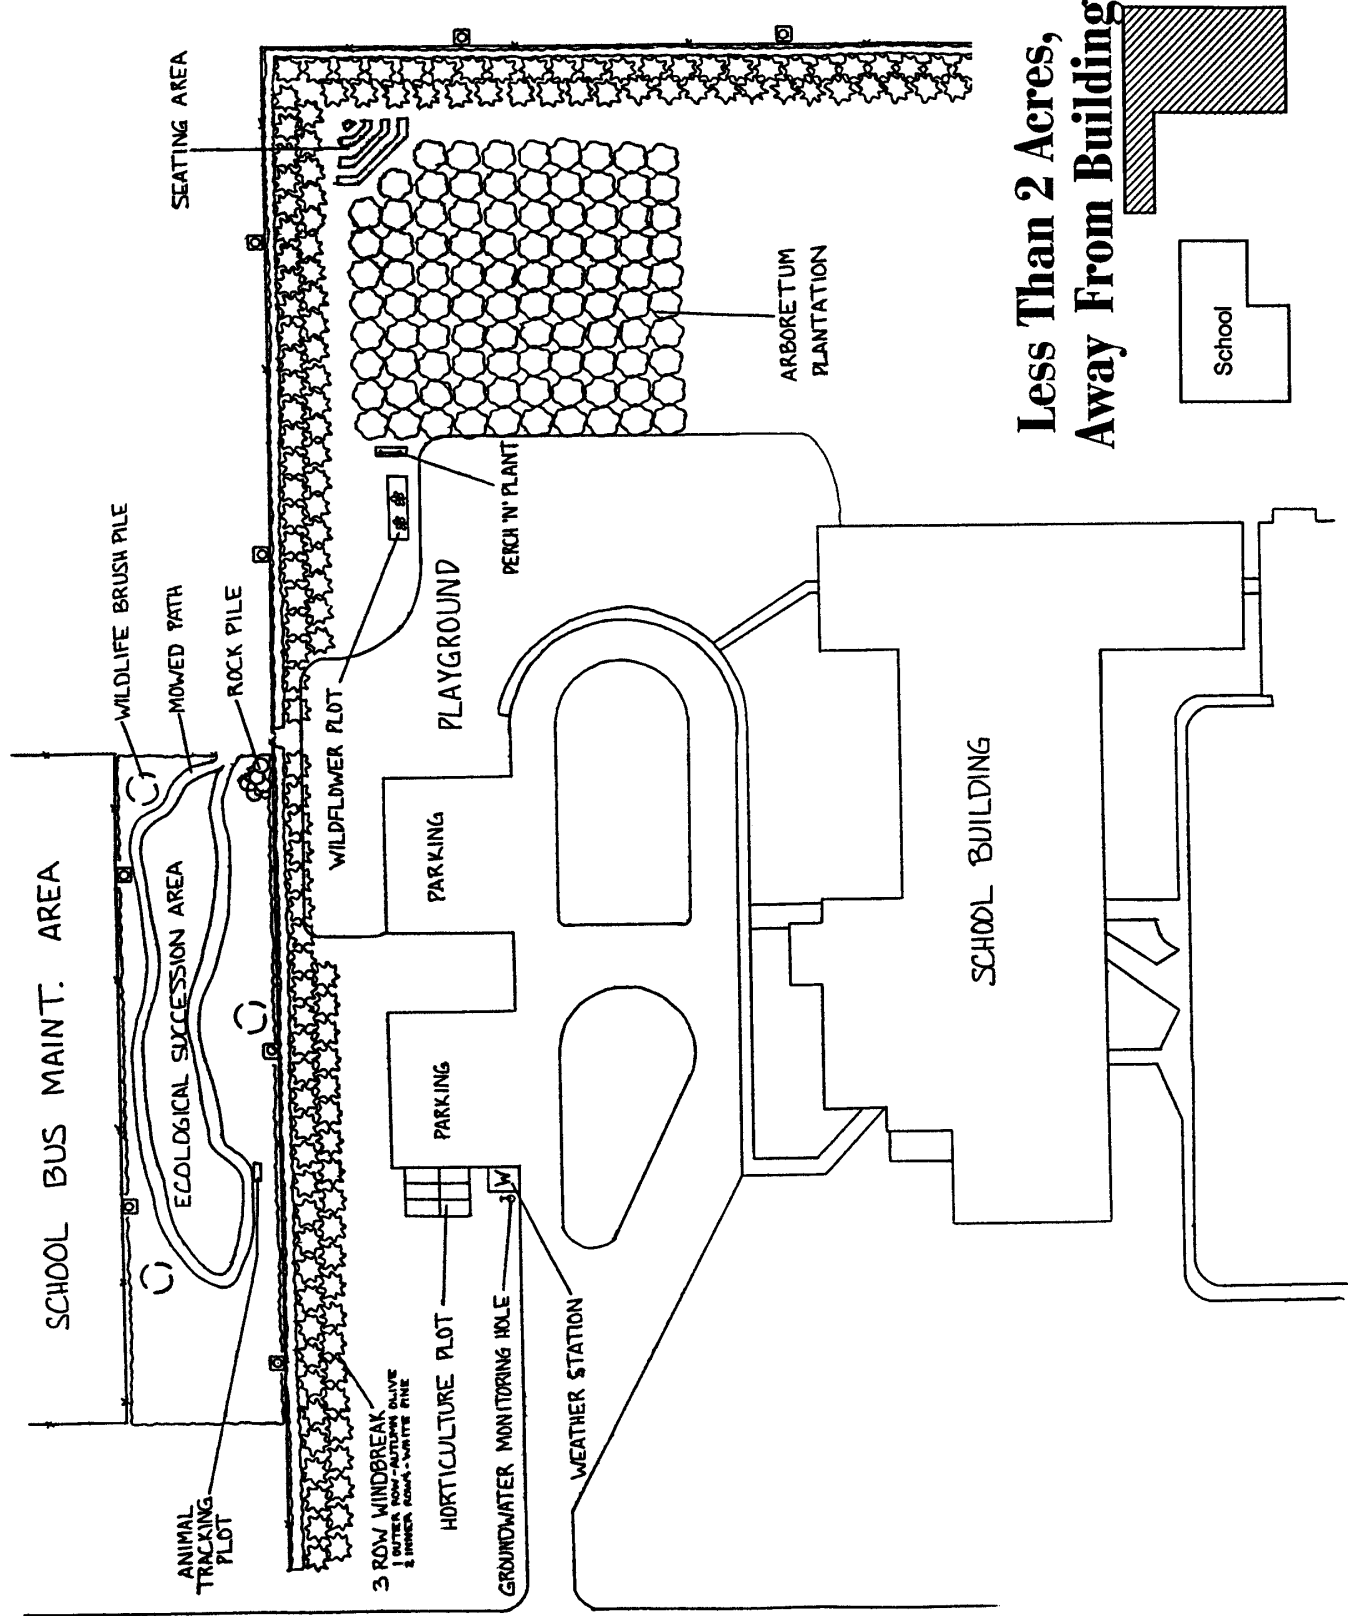 Less Than 2 Acres,
Away From Building
School
SCHOOL BUS MAINT. AREA
WILDLIFE BRUSH PILE
MOWED PATH
ROCK PILE
ECOLOGICAL SUCCESSION AREA
ANIMAL
TRACKING
PLOT
SEATING AREA
3 ROW WINDBREAK
1 OUTER ROW-AUTUMN OLIVE
2 INNER ROWS-WHITE PINE
WILDFLOWER PLOT
PLAYGROUND
PERCH 'N' PLANT
PARKING
PARKING
HORTICULTURE PLOT
W
GROUNDWATER MONITORING HOLE
WEATHER STATION
ARBORETUM
PLANTATION
SCHOOL BUILDING